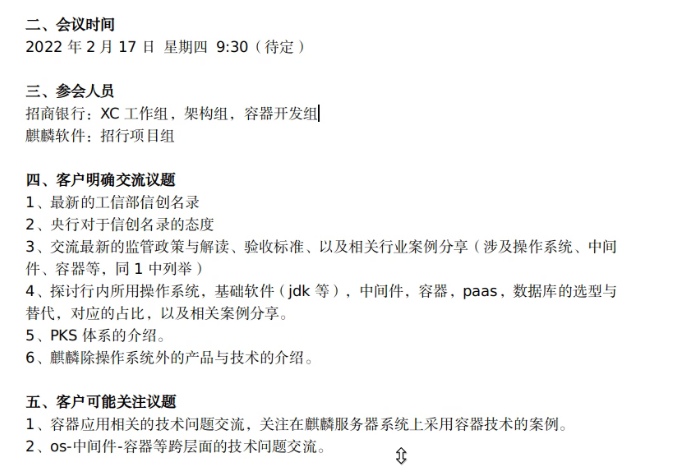 二、会议时间
2022 年 2 月 17 日 星期四 9:30（待定）
三、参会人员
招商银行：XC 工作组，架构组，容器开发组
麒麟软件：招行项目组
四、客户明确交流议题
1、最新的工信部信创名录
2、央行对于信创名录的态度
3、交流最新的监管政策与解读、验收标准、以及相关行业案例分享（涉及操作系统、中间
件、容器等，同 1 中列举）
4、探讨行内所用操作系统，基础软件（jdk 等），中间件，容器，paas，数据库的选型与
替代，对应的占比，以及相关案例分享。
5、PKS 体系的介绍。
6、麒麟除操作系统外的产品与技术的介绍。
五、客户可能关注议题
1、容器应用相关的技术问题交流，关注在麒麟服务器系统上采用容器技术的案例。
2、os-中间件-容器等跨层面的技术问题交流。